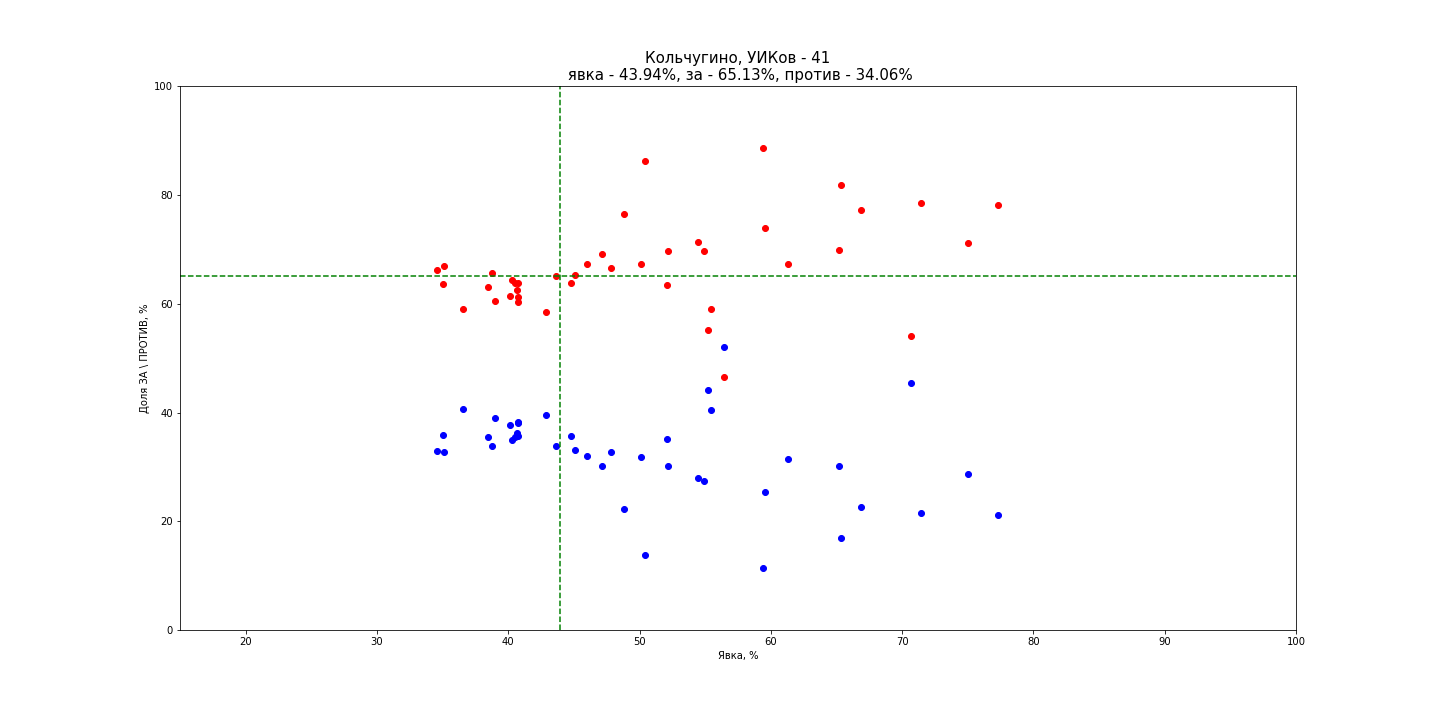 Кольчугино, УИКов - 41
явка - 43.94%, за - 65.13%, против - 34.06%
100
80
60
40
20
0
Доля ЗА \ ПРОТИВ, %
20 30 40 50 60 70 80 90 100
Явка, %